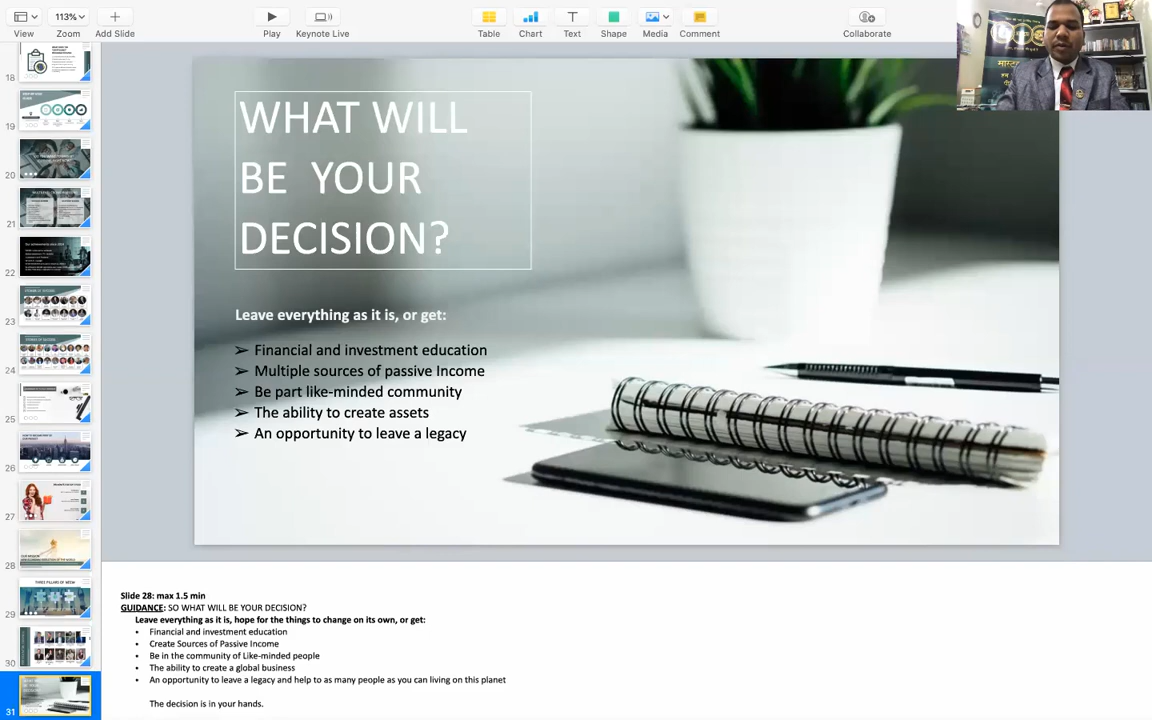 113%
View
Zoom
Add Slide
Play
Keynote Live
Table
Chart
Text
Shape
Media
Comment
Collaborate
18
19
20
21
22
23
24
25
26
27
28
29
THREE PILLARS OF WEEM
30
31
WHAT WILL
BE YOUR
DECISION?
Leave everything as it is, or get:
➢ Financial and investment education
➢ Multiple sources of passive Income
➢ Be part like-minded community
➢ The ability to create assets
➢ An opportunity to leave a legacy
Slide 28: max 1.5 min
GUIDANCE: SO WHAT WILL BE YOUR DECISION?
Leave everything as it is, hope for the things to change on its own, or get:
• Financial and investment education
• Create Sources of Passive Income
• Be in the community of Like-minded people
• The ability to create a global business
• An opportunity to leave a legacy and help to as many people as you can living on this planet
The decision is in your hands.